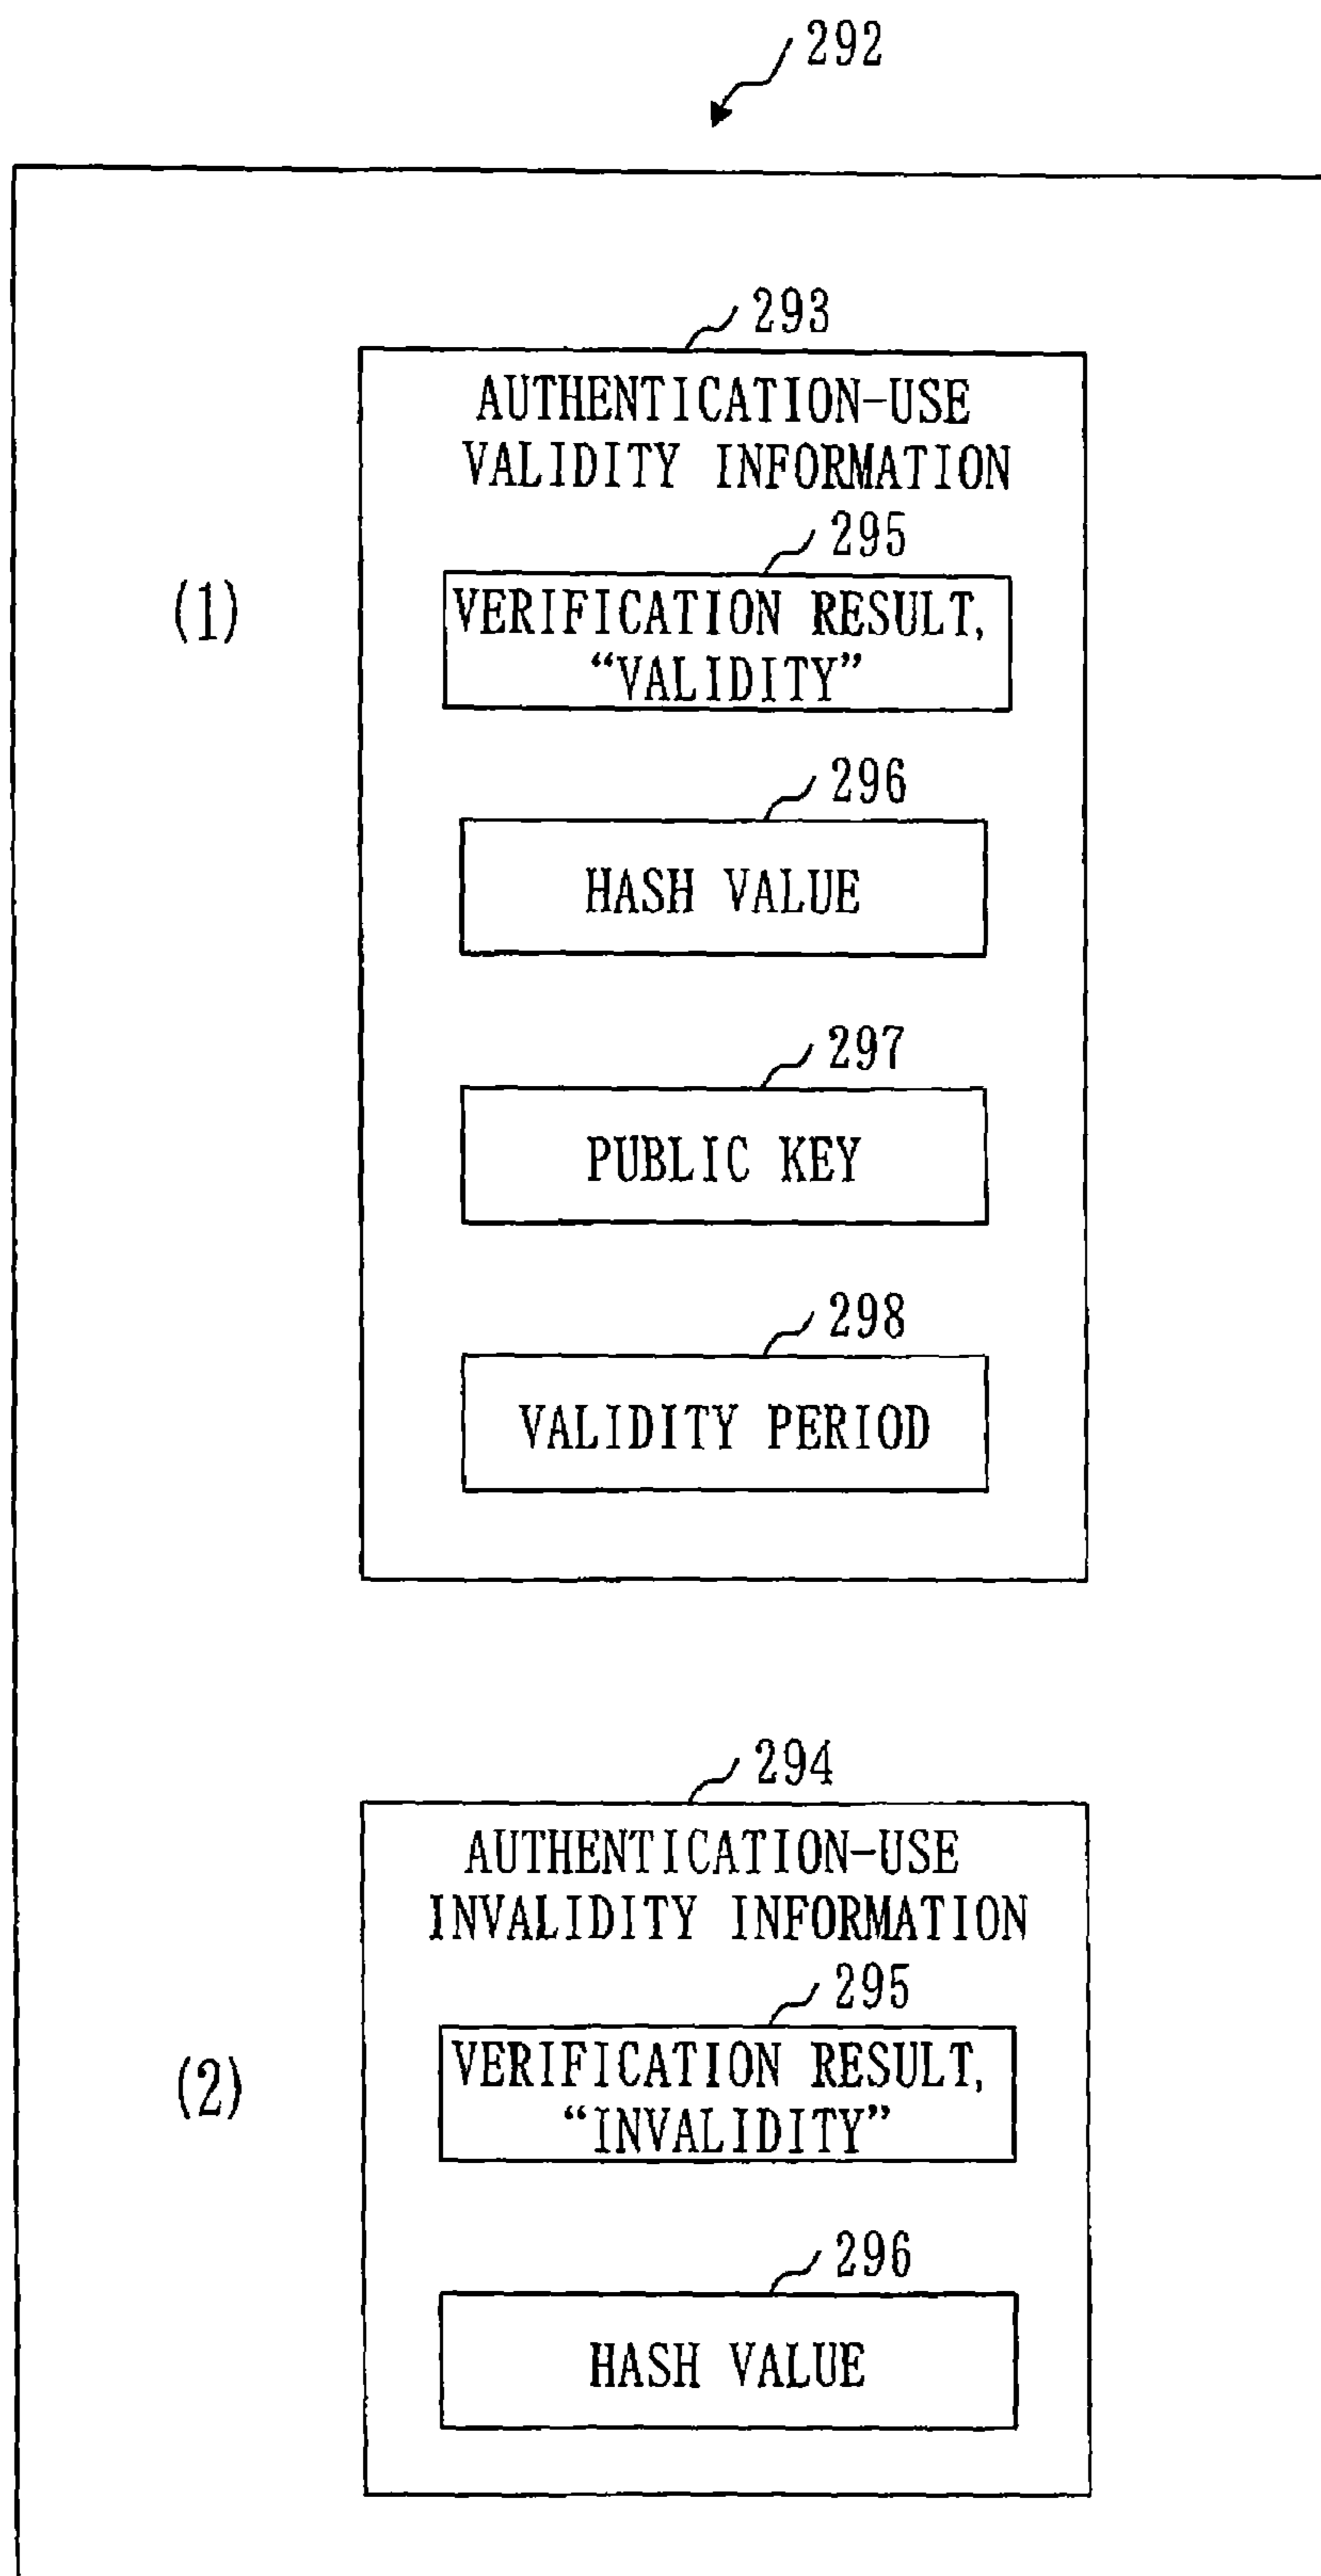 292
293
AUTHENTICATION-USE
VALIDITY INFORMATION
295
(1)
VERIFICATION RESULT,
“VALIDITY”
296
HASH VALUE
297
PUBLIC KEY
298
VALIDITY PERIOD
294
AUTHENTICATION-USE
INVALIDITY INFORMATION
295
(2)
VERIFICATION RESULT,
“INVALIDITY”
296
HASH VALUE